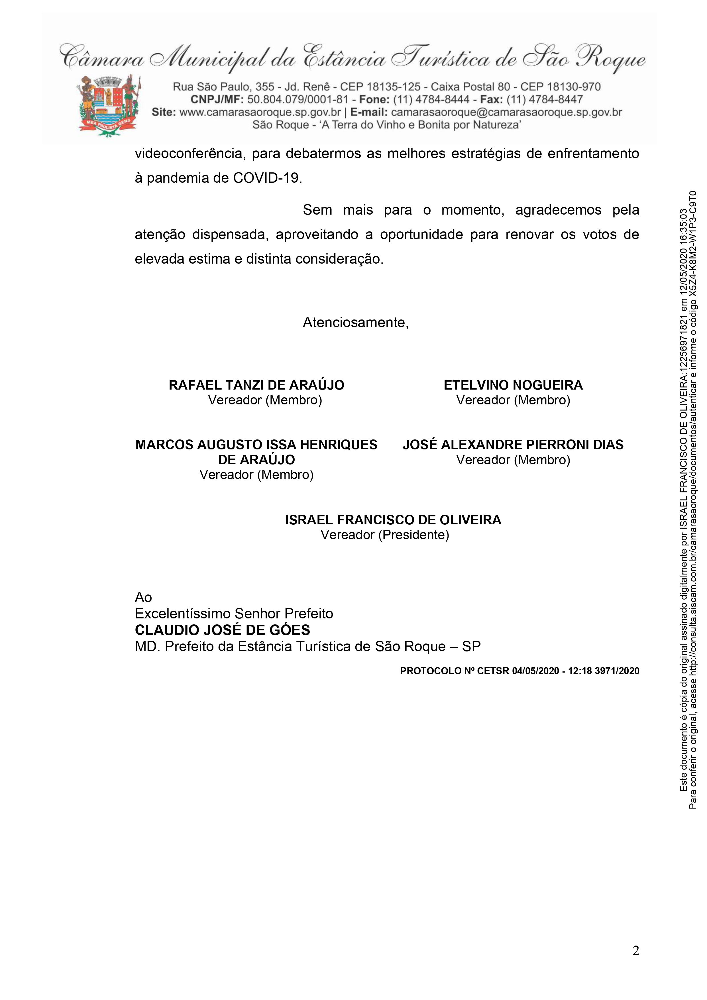 Câmara Municipal da Estância Turística de São Roque
Rua São Paulo, 355 - Jd. Renê - CEP 18135-125 - Caixa Postal 80 - CEP 18130-970
CNPJ/MF: 50.804.079/0001-81 - Fone: (11) 4784-8444 - Fax: (11) 4784-8447
Site: www.camarasaoroque.sp.gov.br | E-mail: camarasaoroque@camarasaoroque.sp.gov.br
São Roque - ‘A Terra do Vinho e Bonita por Natureza’
MEA PAULISTA GENS
videoconferência, para debatermos as melhores estratégias de enfrentamento
à pandemia de COVID-19.
Sem mais para o momento, agradecemos pela
atenção dispensada, aproveitando a oportunidade para renovar os votos de
elevada estima e distinta consideração.
Atenciosamente,
RAFAEL TANZI DE ARAÚJO
Vereador (Membro)
ETELVINO NOGUEIRA
Vereador (Membro)
MARCOS AUGUSTO ISSA HENRIQUES
DE ARAÚJO
Vereador (Membro)
JOSÉ ALEXANDRE PIERRONI DIAS
Vereador (Membro)
ISRAEL FRANCISCO DE OLIVEIRA
Vereador (Presidente)
Ao
Excelentíssimo Senhor Prefeito
CLAUDIO JOSÉ DE GÓES
MD. Prefeito da Estância Turística de São Roque – SP
PROTOCOLO Nº CETSR 04/05/2020 - 12:18 3971/2020
Este documento é cópia do original assinado digitalmente por ISRAEL FRANCISCO DE OLIVEIRA:12256971821 em 12/05/2020 16:35:03
Para conferir o original, acesse http://consulta.siscam.com.br/camarasaoroque/documentos/autenticar e informe o código X5Z4-K8M2-W1P3-C9T0
2